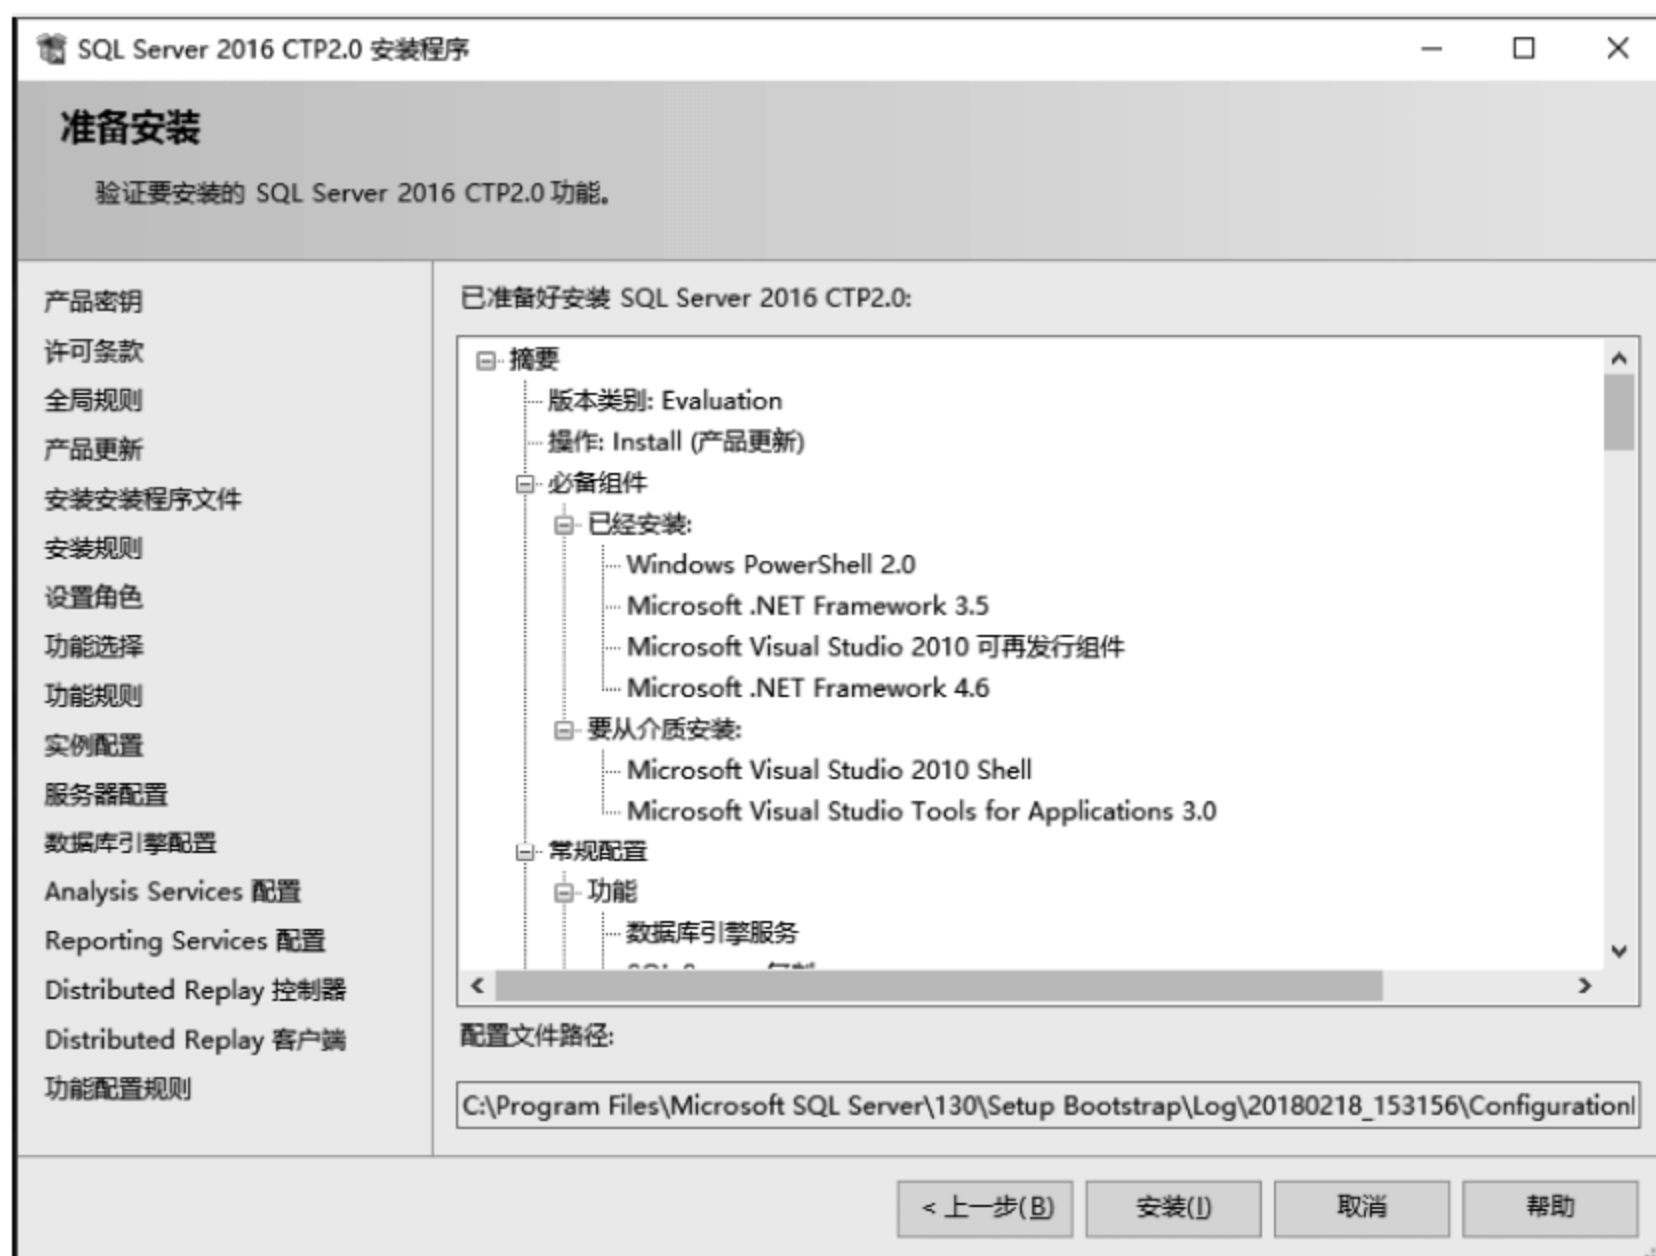 SQL Server 2016 CTP2.0 安装程序
准备安装
验证要安装的 SQL Server 2016 CTP2.0 功能。
产品密钥
许可条款
全局规则
产品更新
安装安装程序文件
安装规则
设置角色
功能选择
功能规则
实例配置
服务器配置
数据库引擎配置
Analysis Services 配置
Reporting Services 配置
Distributed Replay 控制器
Distributed Replay 客户端
功能配置规则
已准备好安装 SQL Server 2016 CTP2.0:
摘要
版本类别: Evaluation
操作: Install (产品更新)
必备组件
已经安装:
Windows PowerShell 2.0
Microsoft .NET Framework 3.5
Microsoft Visual Studio 2010 可再发行组件
Microsoft .NET Framework 4.6
要从介质安装:
Microsoft Visual Studio 2010 Shell
Microsoft Visual Studio Tools for Applications 3.0
常规配置
功能
数据库引擎服务
配置文件路径:
C:\Program Files\Microsoft SQL Server\130\Setup Bootstrap\Log\20180218_153156\Configuration
< 上一步(B)
安装(I)
取消
帮助